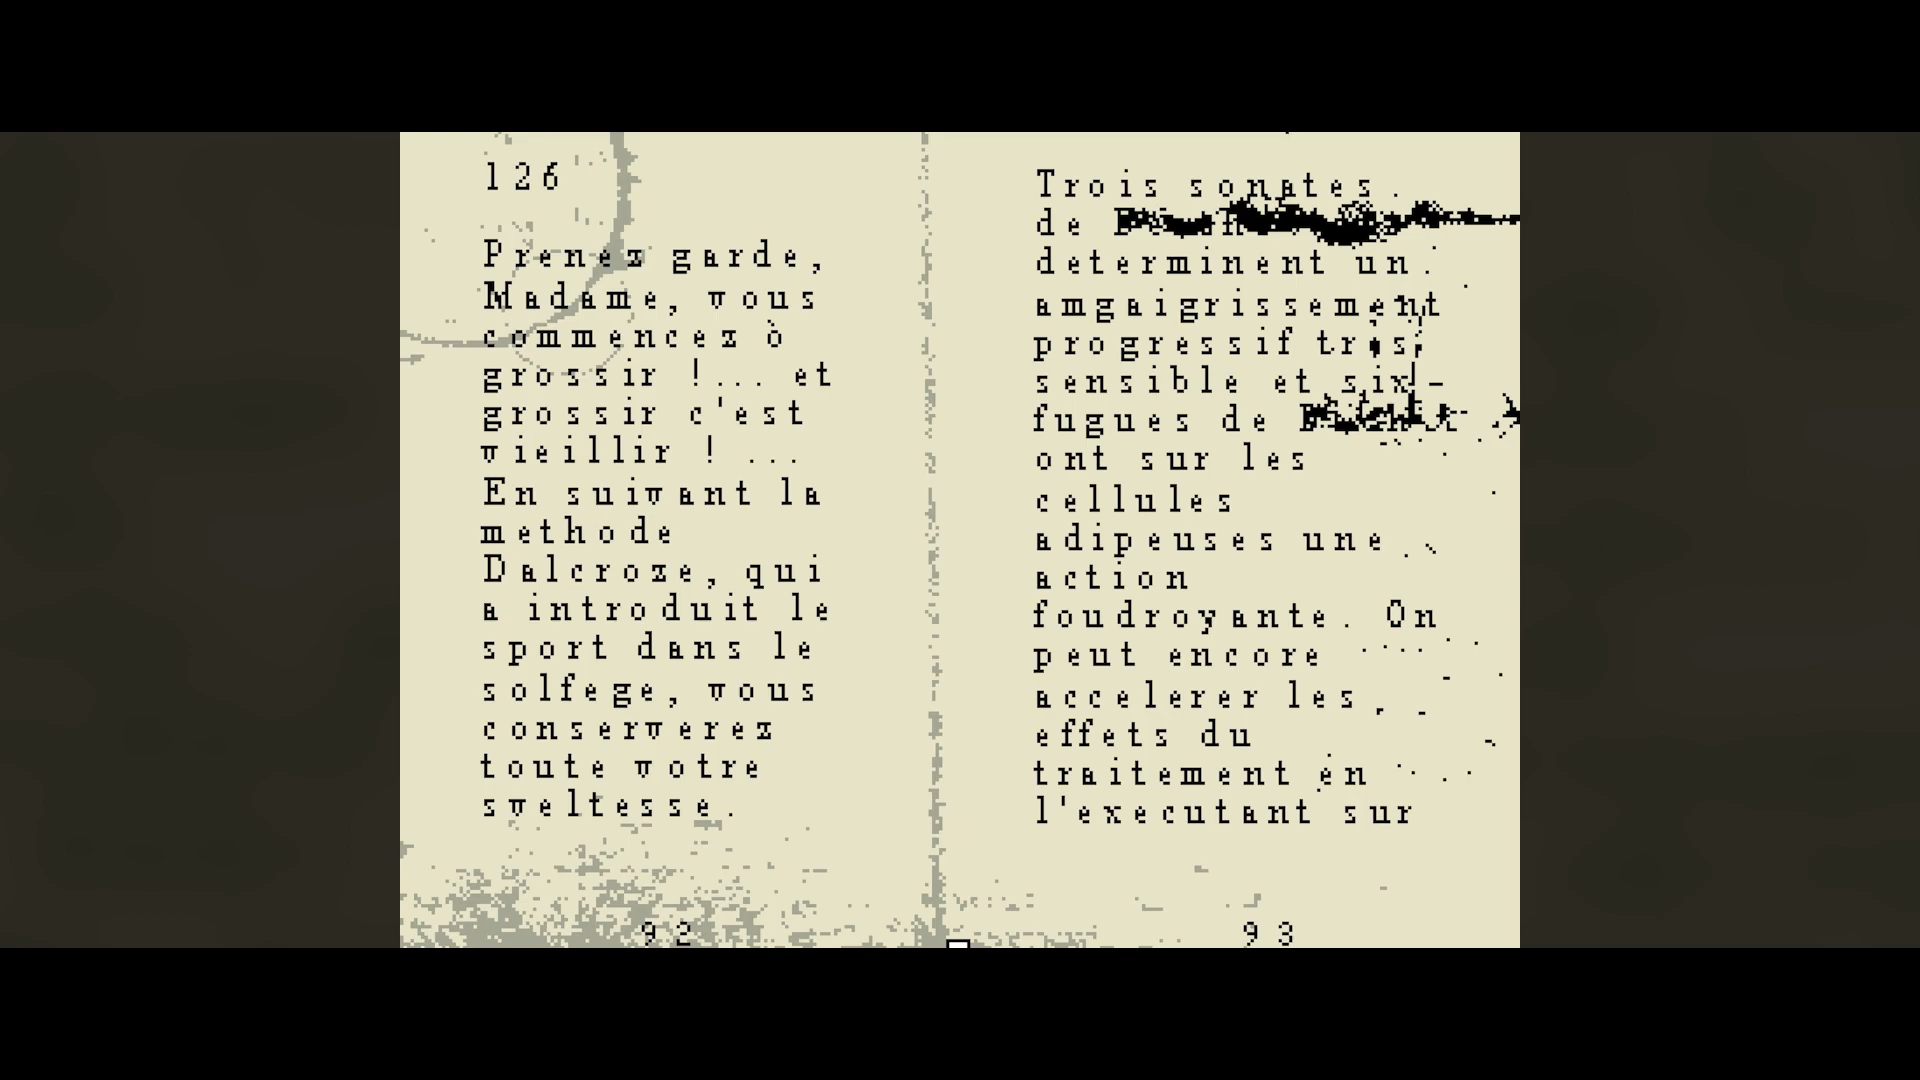 126
Prenez garde,
Madame, vous
commencez ò
grossir !... et
grossir c'est
vieillir ! ...
En suivant la
methode
Dalcroze, qui
a introduit le
sport dans le
solfege, vous
conserverez
toute votre
sveltesse.
92
Trois sonates.
de
determinent un.
amgaigrissement
progressif tres,
sensible et six-
fugues de
ont sur les
cellules
adipeuses une
action
foudroyante. On
peut encore
accelerer les
effets du
traitement en
l'executant sur
93